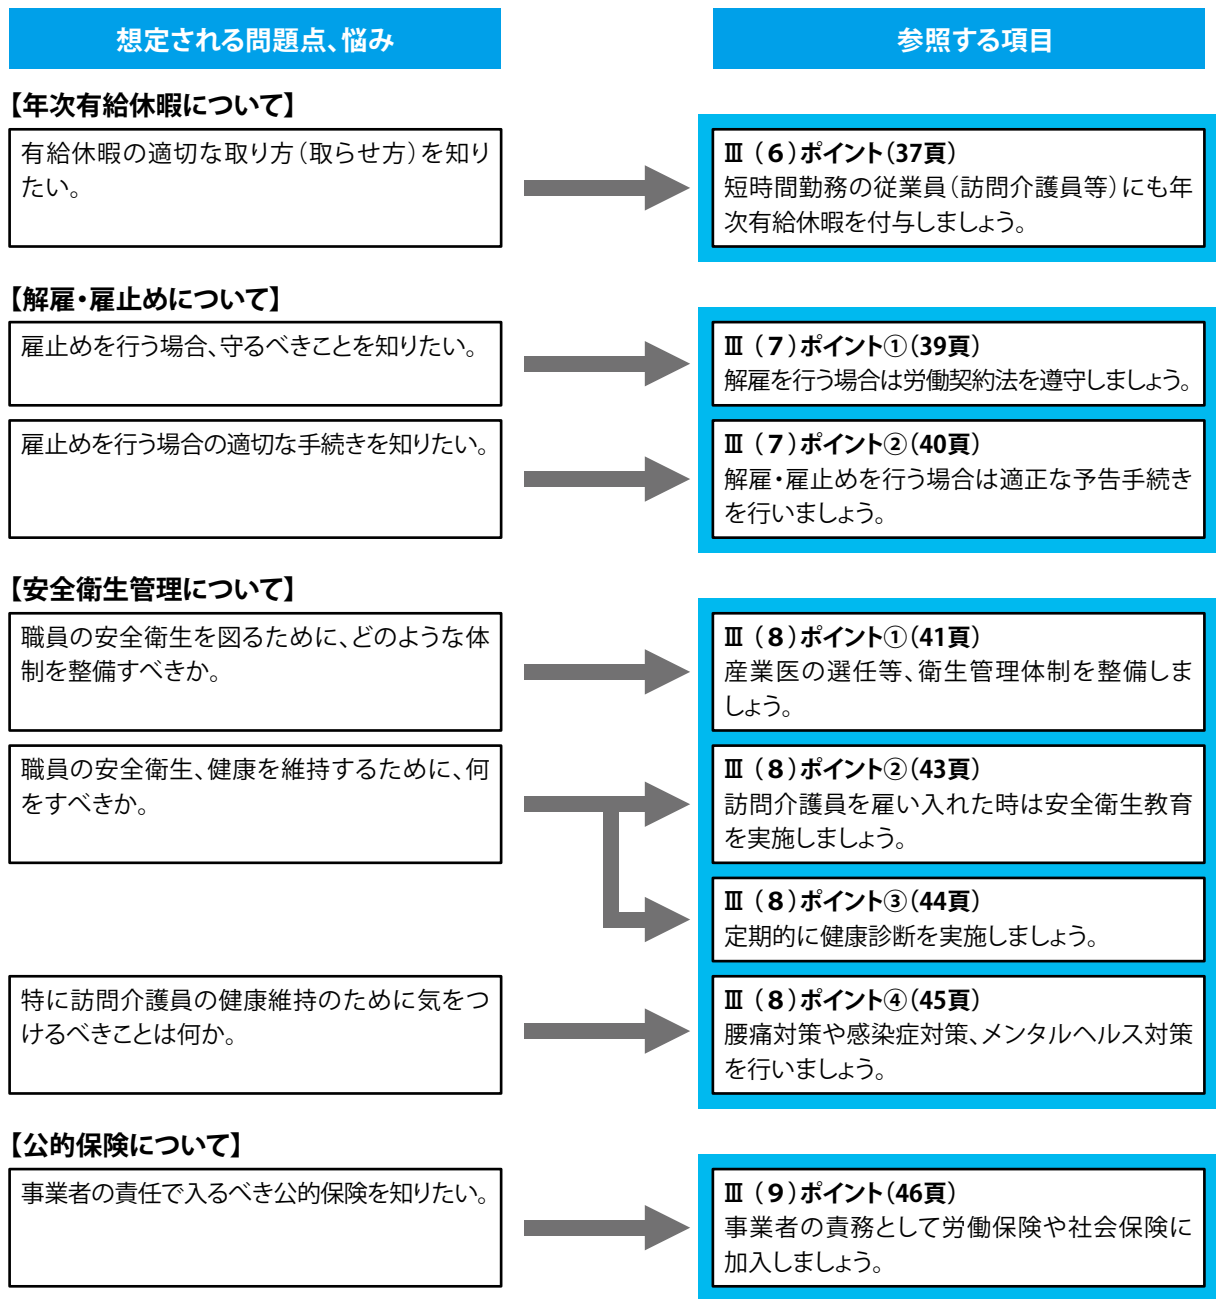 想定される問題点、悩み
参照する項目
【年次有給休暇について】
有給休暇の適切な取り方（取らせ方）を知り
たい。
Ⅲ（６）ポイント（37頁）
短時間勤務の従業員（訪問介護員等）にも年
次有給休暇を付与しましょう。
【解雇・雇止めについて】
雇止めを行う場合、守るべきことを知りたい。
Ⅲ（７）ポイント①（39頁）
解雇を行う場合は労働契約法を遵守しましょう。
雇止めを行う場合の適切な手続きを知りたい。
Ⅲ（７）ポイント②（40頁）
解雇・雇止めを行う場合は適正な予告手続き
を行いましょう。
【安全衛生管理について】
職員の安全衛生を図るために、どのような体
制を整備すべきか。
Ⅲ（８）ポイント①（41頁）
産業医の選任等、衛生管理体制を整備しま
しょう。
職員の安全衛生、健康を維持するために、何
をすべきか。
Ⅲ（８）ポイント②（43頁）
訪問介護員を雇い入れた時は安全衛生教育
を実施しましょう。
Ⅲ（８）ポイント③（44頁）
定期的に健康診断を実施しましょう。
特に訪問介護員の健康維持のために気をつ
けるべきことは何か。
Ⅲ（８）ポイント④（45頁）
腰痛対策や感染症対策、メンタルヘルス対策
を行いましょう。
【公的保険について】
事業者の責任で入るべき公的保険を知りたい。
Ⅲ（９）ポイント（46頁）
事業者の責務として労働保険や社会保険に
加入しましょう。